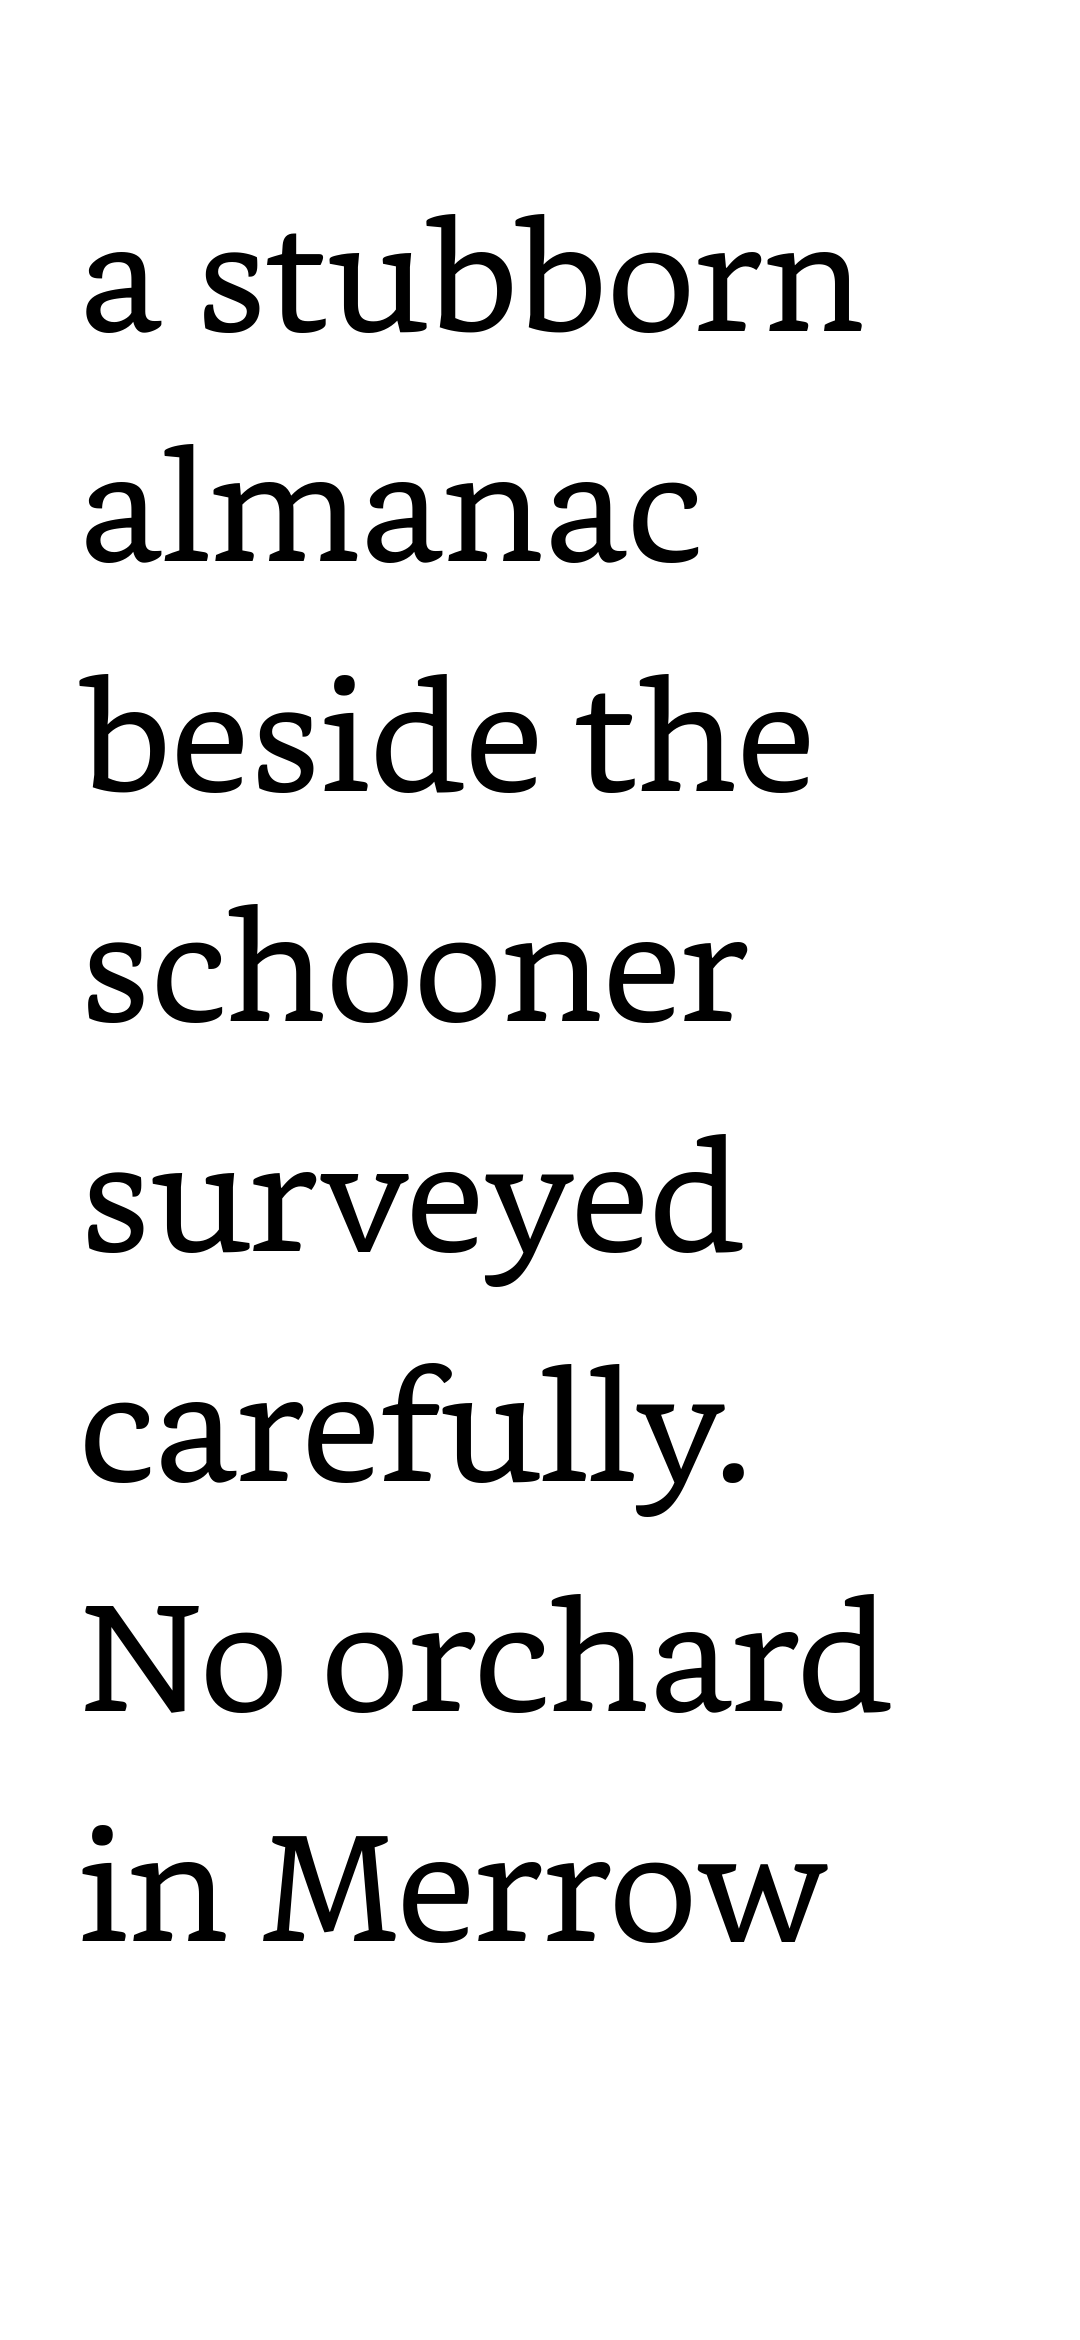 a stubborn
almanac
beside the
schooner
surveyed
carefully.
No orchard
in Merrow